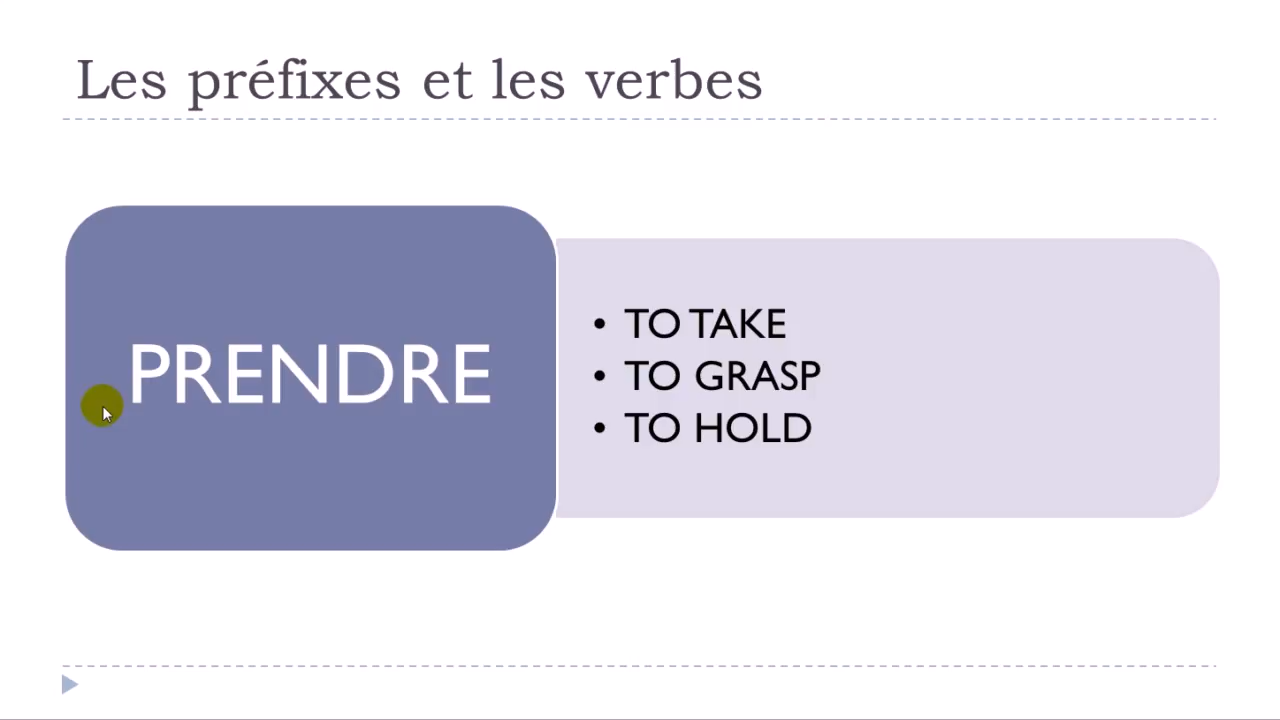 Les préfixes et les verbes
PRENDRE
• TO TAKE
• TO GRASP
• TO HOLD